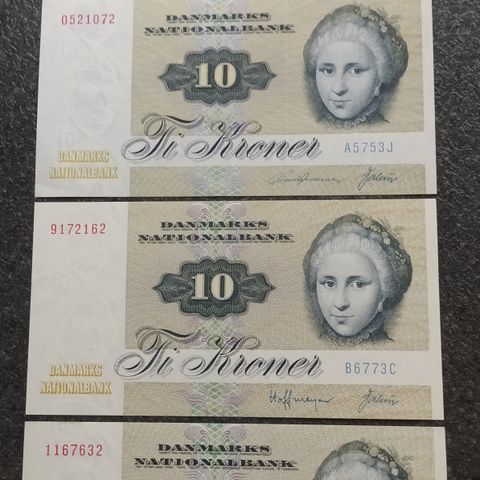 0521072
DANMARKS
NATIONALBANK
10
Ti Kroner
A5753J
DANMARKS
NATIONALBANK
9172162
DANMARKS
NATIONALBANK
10
Ti Kroner
B6773C
DANMARKS
NATIONALBANK
Hoffmeyer
1167632
DANMARKS
NATIONALBANK